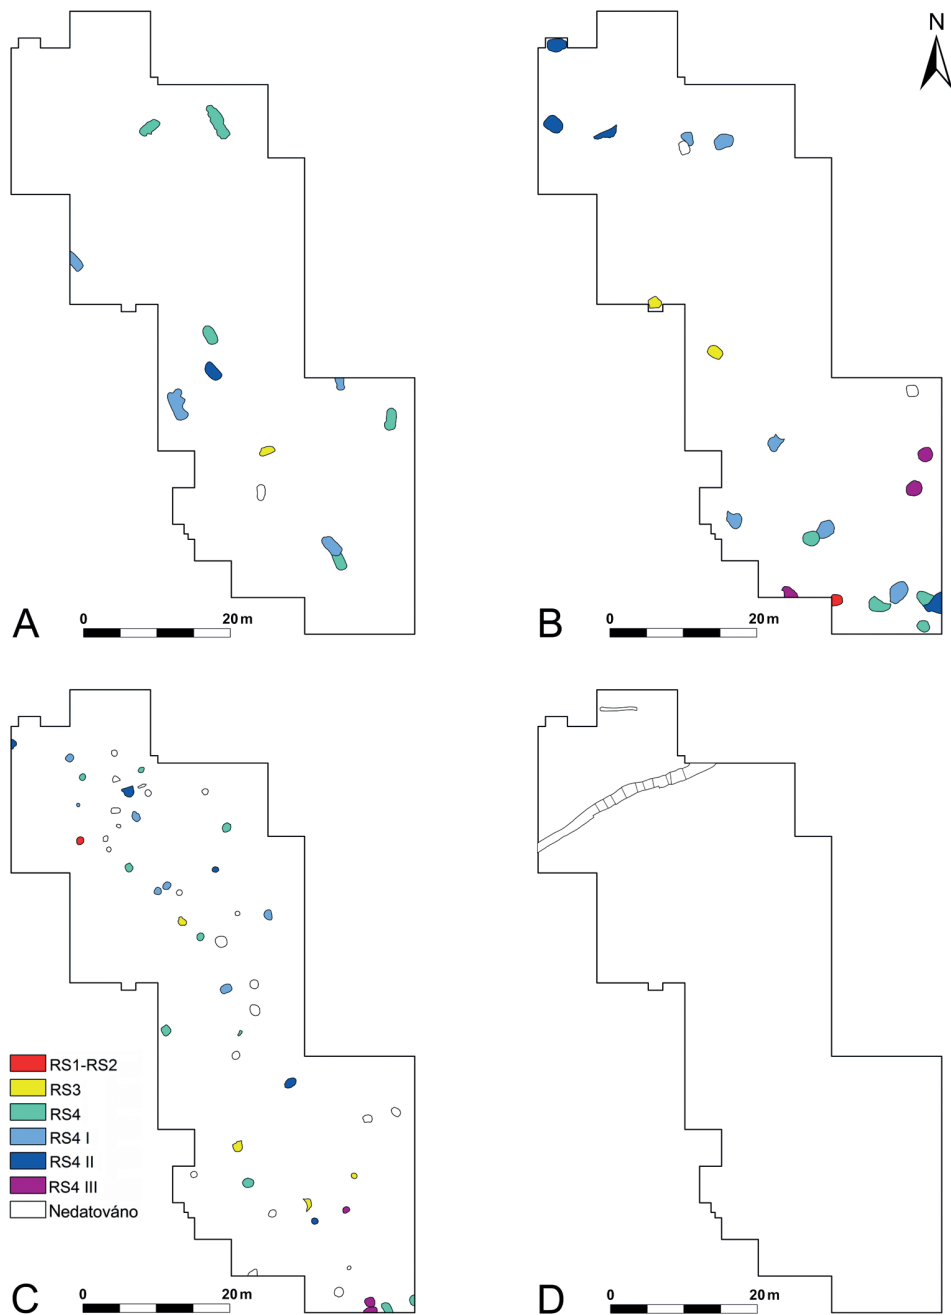 N
A
0 20 m
B
0 20 m
RS1-RS2
RS3
RS4
RS4 I
RS4 II
RS4 III
Nedatováno
C
0 20 m
D
0 20 m